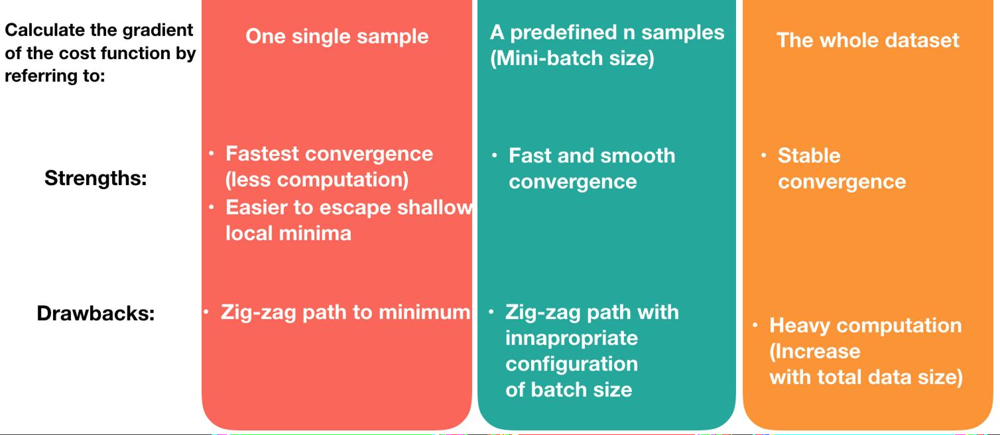 Calculate the gradient
of the cost function by
referring to:
One single sample
A predefined n samples
(Mini-batch size)
The whole dataset
Strengths:
• Fastest convergence
(less computation)
• Easier to escape shallow
local minima
• Fast and smooth
convergence
• Stable
convergence
Drawbacks:
• Zig-zag path to minimum
• Zig-zag path with
innapropriate
configuration
of batch size
• Heavy computation
(Increase
with total data size)